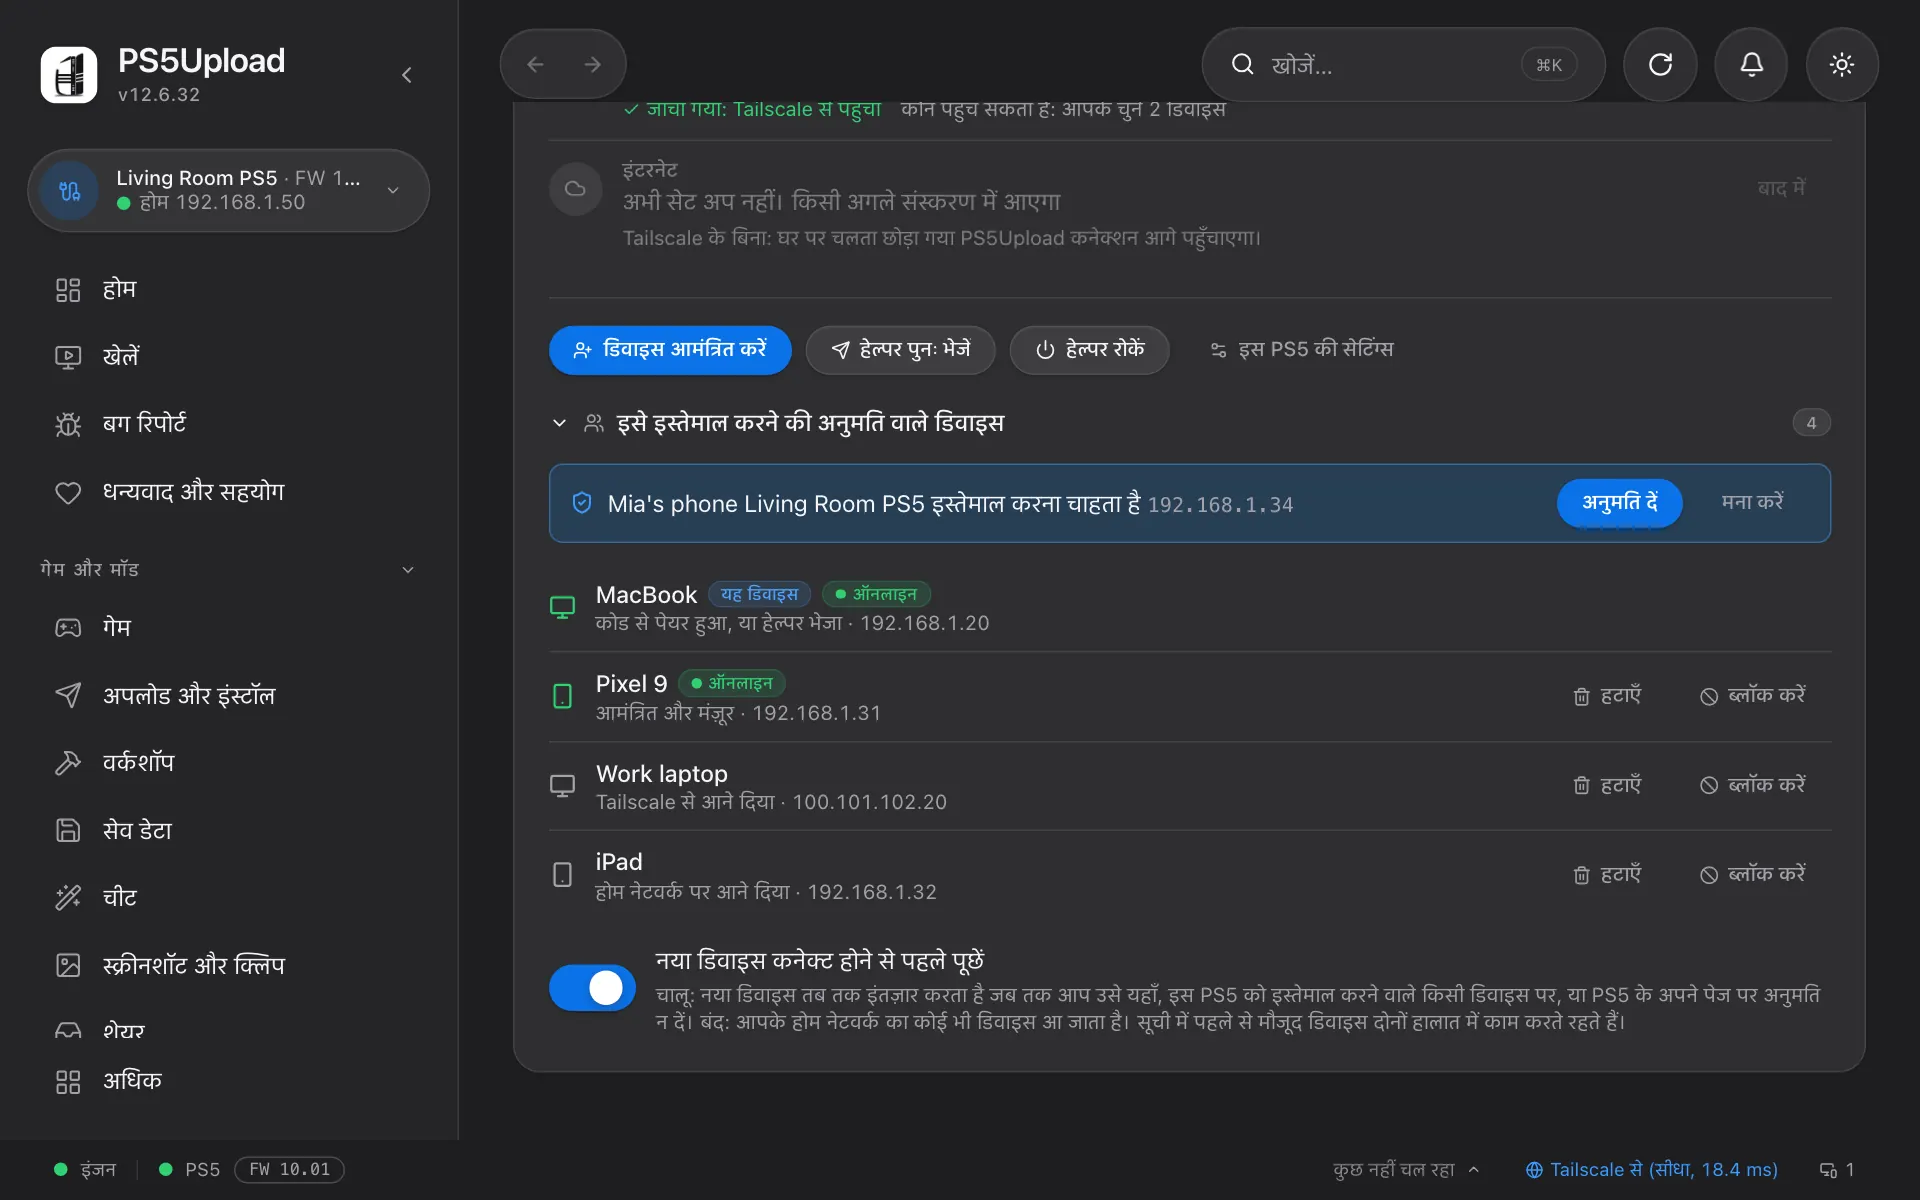 PS5Upload
v12.6.32
Living Room PS5 · FW 1...
होम 192.168.1.50
होम
खेलें
बग रिपोर्ट
धन्यवाद और सहयोग
गेम और मॉड
गेम
अपलोड और इंस्टॉल
वर्कशॉप
सेव डेटा
चीट
स्क्रीनशॉट और क्लिप
शेयर
अधिक
खोजें...
⌘K
जाँचा गया: Tailscale से पहुँचा कौन पहुँच सकता है: आपके चुने 2 डिवाइस
इंटरनेट
अभी सेट अप नहीं। किसी अगले संस्करण में आएगा
Tailscale के बिना: घर पर चलता छोड़ा गया PS5Upload कनेक्शन आगे पहुँचाएगा।
बाद में
डिवाइस आमंत्रित करें
हेल्पर पुनः भेजें
हेल्पर रोकें
इस PS5 की सेटिंग्स
इसे इस्तेमाल करने की अनुमति वाले डिवाइस
4
Mia's phone Living Room PS5 इस्तेमाल करना चाहता है 192.168.1.34
अनुमति दें
मना करें
MacBook यह डिवाइस ऑनलाइन
कोड से पेयर हुआ, या हेल्पर भेजा · 192.168.1.20
Pixel 9 ऑनलाइन
आमंत्रित और मंज़ूर · 192.168.1.31
हटाएँ ब्लॉक करें
Work laptop
Tailscale से आने दिया · 100.101.102.20
हटाएँ ब्लॉक करें
iPad
होम नेटवर्क पर आने दिया · 192.168.1.32
हटाएँ ब्लॉक करें
नया डिवाइस कनेक्ट होने से पहले पूछें
चालू: नया डिवाइस तब तक इंतज़ार करता है जब तक आप उसे यहाँ, इस PS5 को इस्तेमाल करने वाले किसी डिवाइस पर, या PS5 के अपने पेज पर अनुमति
न दें। बंद: आपके होम नेटवर्क का कोई भी डिवाइस आ जाता है। सूची में पहले से मौजूद डिवाइस दोनों हालात में काम करते रहते हैं।
इंजन PS5 FW 10.01
कुछ नहीं चल रहा
Tailscale से (सीधा, 18.4 ms)
1